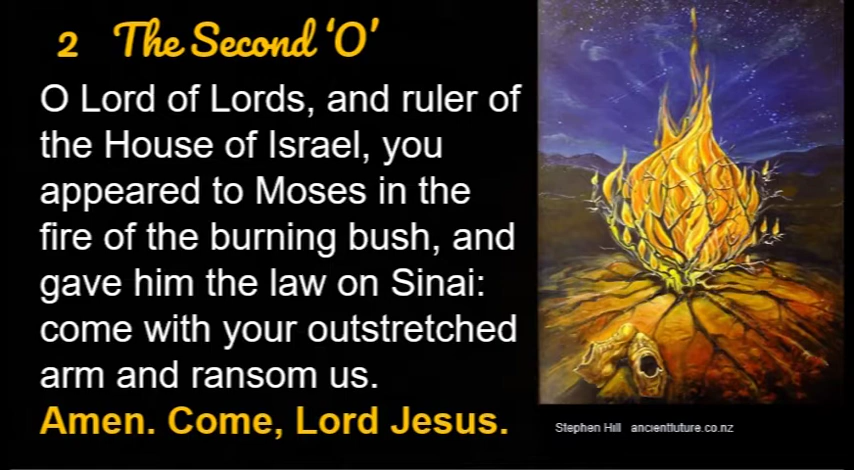 2 The Second ‘O’
O Lord of Lords, and ruler of
the House of Israel, you
appeared to Moses in the
fire of the burning bush, and
gave him the law on Sinai:
come with your outstretched
arm and ransom us.
Amen. Come, Lord Jesus.
Stephen Hill ancientfuture.co.nz